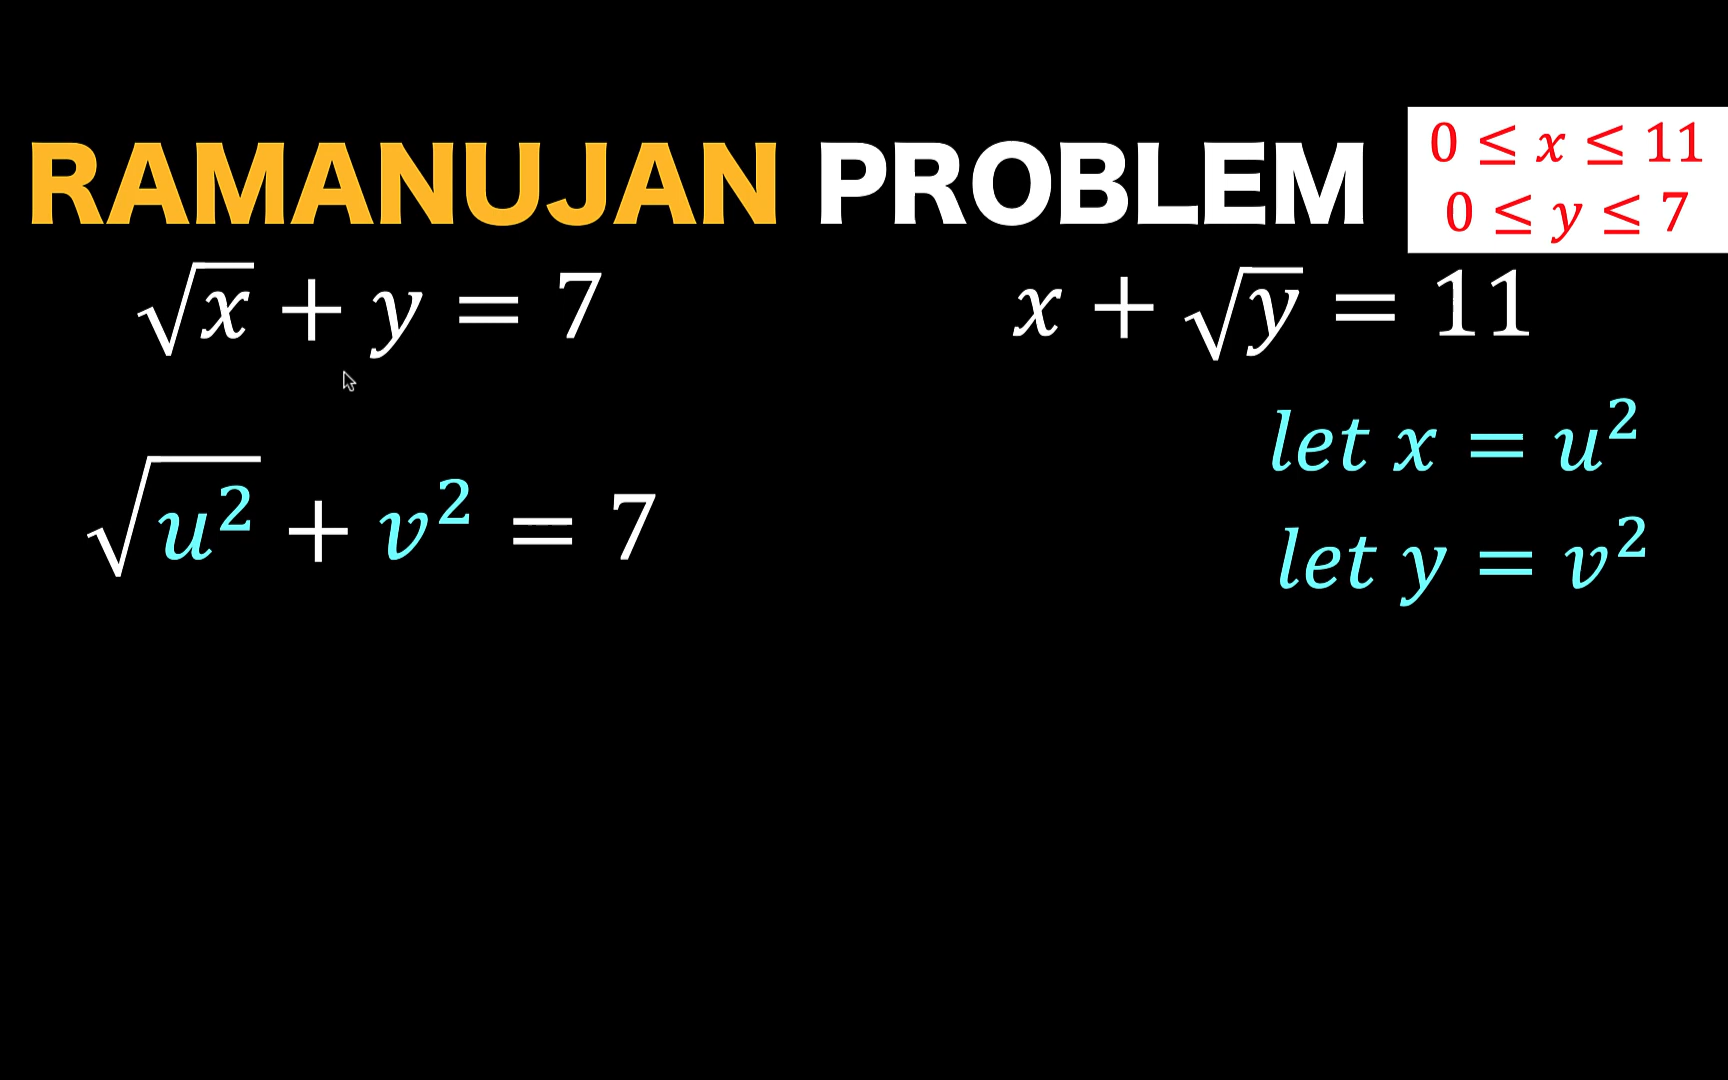 RAMANUJAN PROBLEM
0 ≤ x ≤ 11
0 ≤ y ≤ 7
√x + y = 7
x + √y = 11
let x = u²
√u² + v² = 7
let y = v²